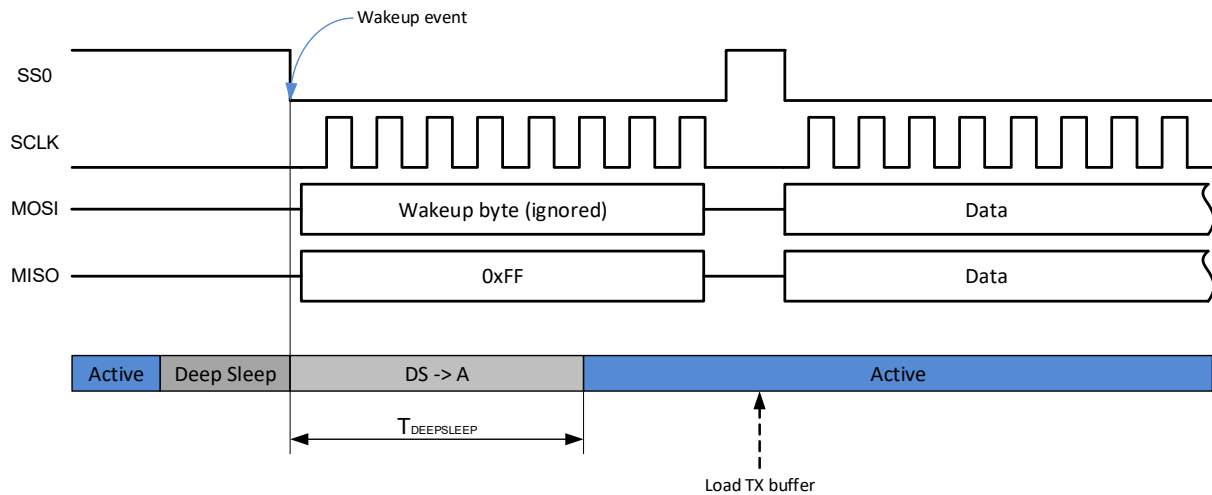 Wakeup event
SS0
SCLK
MOSI
Wakeup byte (ignored)
Data
MISO
0xFF
Data
Active
Deep Sleep
DS -> A
Active
TDEEPSLEEP
Load TX buffer